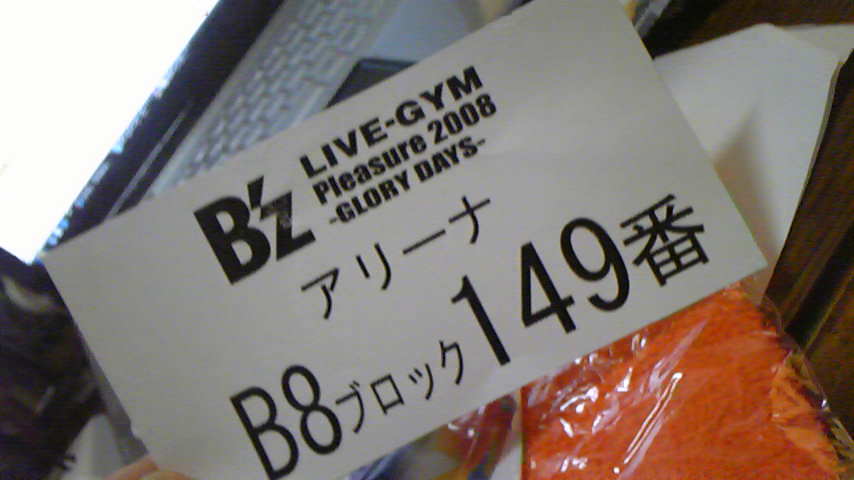 B'z
LIVE-GYM
Pleasure 2008
-GLORY DAYS-
アリーナ
B8ブロック149番